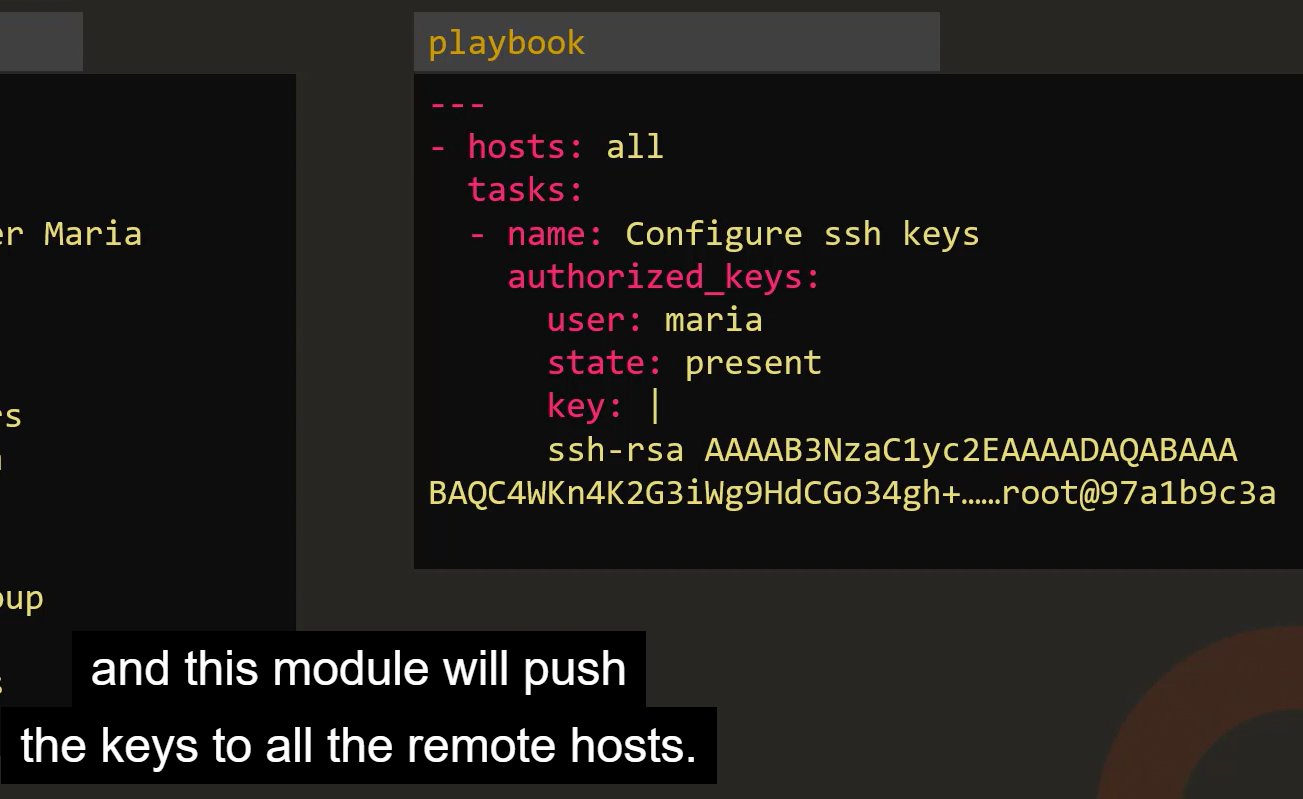 playbook
---
- hosts: all
tasks:
- name: Configure ssh keys
authorized_keys:
user: maria
state: present
key: |
ssh-rsa AAAAB3NzaC1yc2EAAAADAQABAAA
BAQC4WKn4K2G3iWg9HdCGo34gh+……root@97a1b9c3a
er Maria
rs
oup
s
and this module will push
the keys to all the remote hosts.